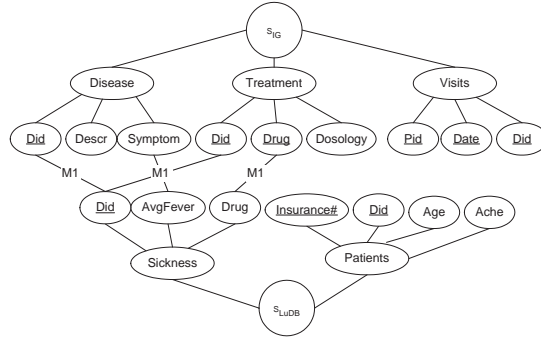 S_IG
Disease Treatment Visits
Did Descr Symptom Did Drug Dosology Pid Date Did
M1 M1 M1
Did AvgFever Drug Insurance# Did Age Ache
Sickness Patients
S_LuDB